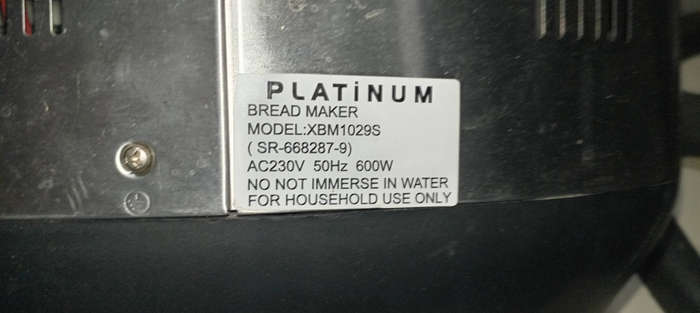 PLATiNUM
BREAD MAKER
MODEL:XBM1029S
( SR-668287-9)
AC230V 50Hz 600W
NO NOT IMMERSE IN WATER
FOR HOUSEHOLD USE ONLY